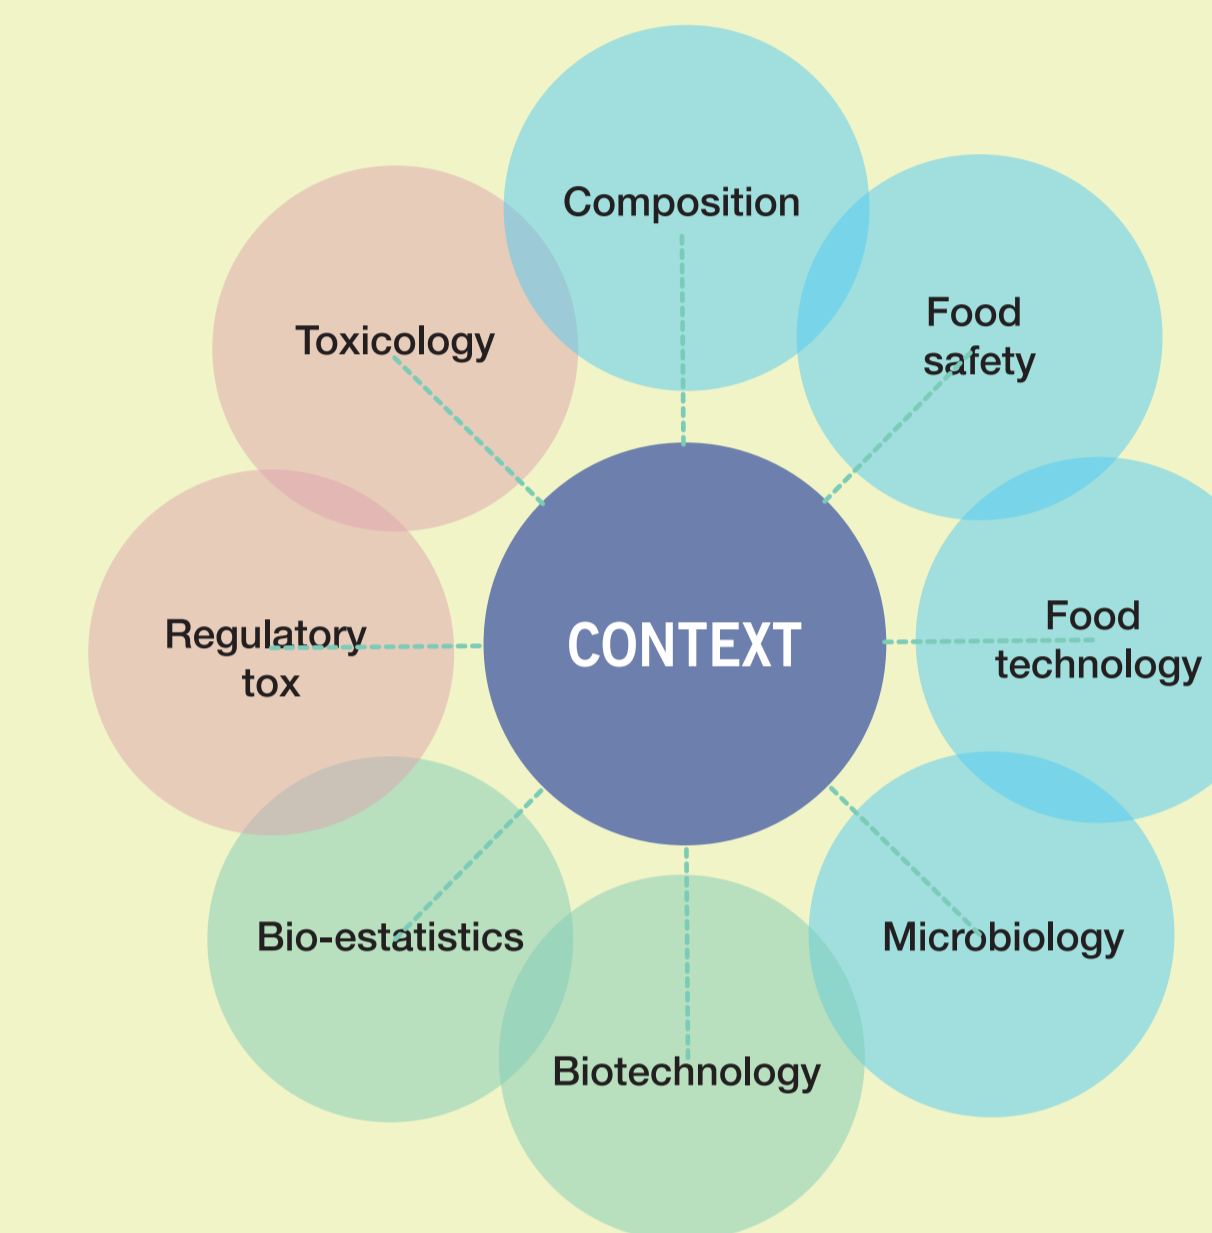 Composition
Food
safety
Toxicology
Food
technology
CONTEXT
Regulatory
tox
Bio-estatistics
Microbiology
Biotechnology